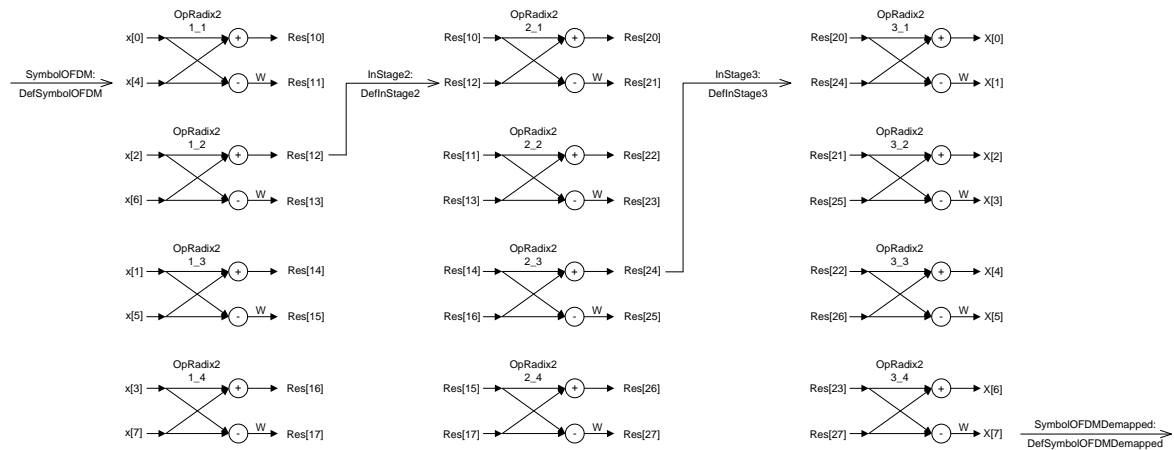 OpRadix2 OpRadix2 OpRadix2
1_1 2_1 3_1
x[0] + Res[10] Res[10] + Res[20] Res[20] + X[0]
SymbolOFDM: InStage2: InStage3:
x[4] - W Res[11] Res[12] - W Res[21] Res[24] - W X[1]
DefSymbolOFDM DefInStage2 DefInStage3
OpRadix2 OpRadix2 OpRadix2
1_2 2_2 3_2
x[2] + Res[12] Res[11] + Res[22] Res[21] + X[2]
x[6] - W Res[13] Res[13] - W Res[23] Res[25] - W X[3]
OpRadix2 OpRadix2 OpRadix2
1_3 2_3 3_3
x[1] + Res[14] Res[14] + Res[24] Res[22] + X[4]
x[5] - W Res[15] Res[16] - W Res[25] Res[26] - W X[5]
OpRadix2 OpRadix2 OpRadix2
1_4 2_4 3_4
x[3] + Res[16] Res[15] + Res[26] Res[23] + X[6]
x[7] - W Res[17] Res[17] - W Res[27] Res[27] - W X[7]
SymbolOFDMDemapped:
DefSymbolOFDMDemapped